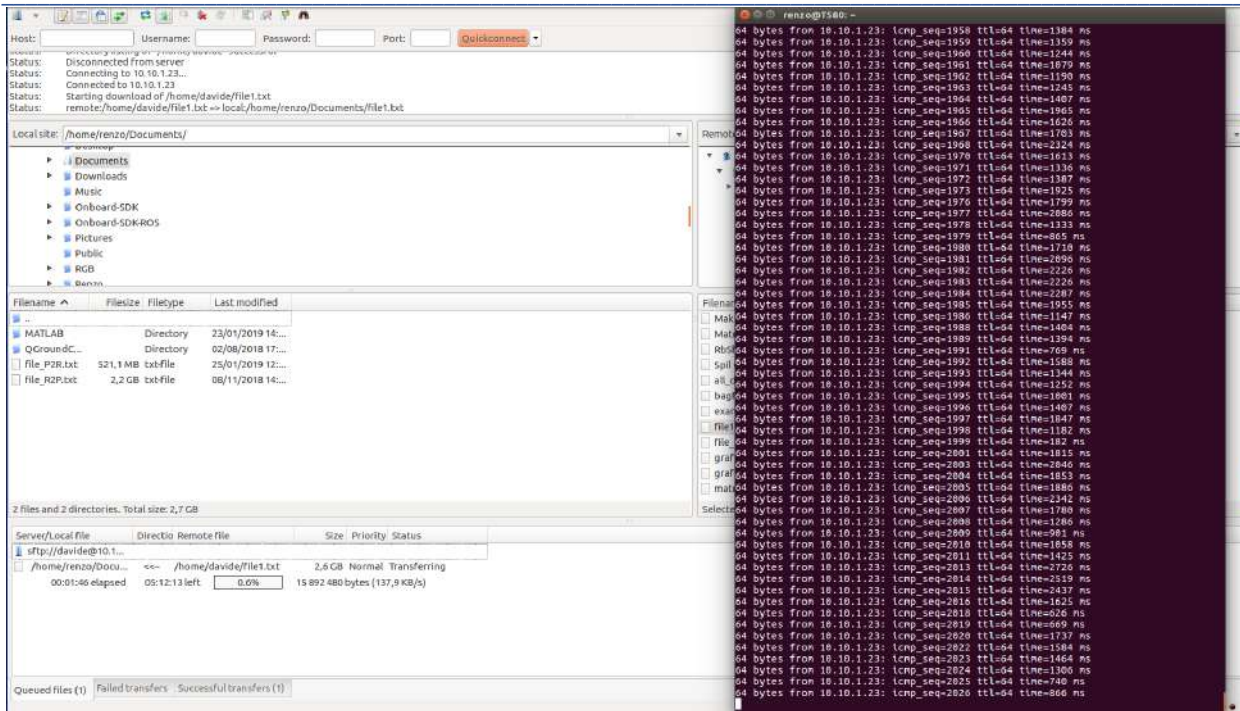 Host:
Username:
Password:
Port:
Quickconnect
Status: Disconnected from server
Status: Connecting to 10.10.1.23...
Status: Connected to 10.10.1.23
Status: Starting download of /home/davide/file1.txt
Status: remote:/home/davide/file1.txt => local:/home/renzo/Documents/file1.txt
Local site: /home/renzo/Documents/
Desktop
Documents
Downloads
Music
Onboard-SDK
Onboard-SDK-ROS
Pictures
Public
RGB
Renzo
Filename Filesize Filetype Last modified
..
MATLAB Directory 23/01/2019 14:...
QGroundC... Directory 02/08/2018 17:...
file_P2R.txt 521,1 MB txt-file 25/01/2019 12:...
file_R2P.txt 2,2 GB txt-file 08/11/2018 14:...
2 files and 2 directories. Total size: 2,7 GB
Server/Local file Directio Remote file Size Priority Status
sftp://davide@10.1...
/home/renzo/Docu... <<-- /home/davide/file1.txt 2,6 GB Normal Transferring
00:01:46 elapsed 05:12:13 left 0.6% 15 892 480 bytes (137,9 KB/s)
Queued files (1) Failed transfers Successful transfers (1)
Remot
Filenar
Mak
Mat
Spil
all_
bag
exar
file1
file_
graf
graf
mat
Selecte
renzo@TS80: ~
64 bytes from 10.10.1.23: icmp_seq=1958 ttl=64 time=1384 ms
64 bytes from 10.10.1.23: icmp_seq=1959 ttl=64 time=1359 ms
64 bytes from 10.10.1.23: icmp_seq=1960 ttl=64 time=1244 ms
64 bytes from 10.10.1.23: icmp_seq=1961 ttl=64 time=1079 ms
64 bytes from 10.10.1.23: icmp_seq=1962 ttl=64 time=1190 ms
64 bytes from 10.10.1.23: icmp_seq=1963 ttl=64 time=1245 ms
64 bytes from 10.10.1.23: icmp_seq=1964 ttl=64 time=1407 ms
64 bytes from 10.10.1.23: icmp_seq=1965 ttl=64 time=1965 ms
64 bytes from 10.10.1.23: icmp_seq=1966 ttl=64 time=1626 ms
64 bytes from 10.10.1.23: icmp_seq=1967 ttl=64 time=1703 ms
64 bytes from 10.10.1.23: icmp_seq=1968 ttl=64 time=2324 ms
64 bytes from 10.10.1.23: icmp_seq=1970 ttl=64 time=1613 ms
64 bytes from 10.10.1.23: icmp_seq=1971 ttl=64 time=1336 ms
64 bytes from 10.10.1.23: icmp_seq=1972 ttl=64 time=1387 ms
64 bytes from 10.10.1.23: icmp_seq=1973 ttl=64 time=1925 ms
64 bytes from 10.10.1.23: icmp_seq=1976 ttl=64 time=1799 ms
64 bytes from 10.10.1.23: icmp_seq=1977 ttl=64 time=2086 ms
64 bytes from 10.10.1.23: icmp_seq=1978 ttl=64 time=1333 ms
64 bytes from 10.10.1.23: icmp_seq=1979 ttl=64 time=865 ms
64 bytes from 10.10.1.23: icmp_seq=1980 ttl=64 time=1710 ms
64 bytes from 10.10.1.23: icmp_seq=1981 ttl=64 time=2096 ms
64 bytes from 10.10.1.23: icmp_seq=1982 ttl=64 time=2226 ms
64 bytes from 10.10.1.23: icmp_seq=1983 ttl=64 time=2226 ms
64 bytes from 10.10.1.23: icmp_seq=1984 ttl=64 time=2287 ms
64 bytes from 10.10.1.23: icmp_seq=1985 ttl=64 time=1955 ms
64 bytes from 10.10.1.23: icmp_seq=1986 ttl=64 time=1147 ms
64 bytes from 10.10.1.23: icmp_seq=1988 ttl=64 time=1404 ms
64 bytes from 10.10.1.23: icmp_seq=1989 ttl=64 time=1394 ms
64 bytes from 10.10.1.23: icmp_seq=1991 ttl=64 time=769 ms
64 bytes from 10.10.1.23: icmp_seq=1992 ttl=64 time=1588 ms
64 bytes from 10.10.1.23: icmp_seq=1993 ttl=64 time=1344 ms
64 bytes from 10.10.1.23: icmp_seq=1994 ttl=64 time=1252 ms
64 bytes from 10.10.1.23: icmp_seq=1995 ttl=64 time=1001 ms
64 bytes from 10.10.1.23: icmp_seq=1996 ttl=64 time=1407 ms
64 bytes from 10.10.1.23: icmp_seq=1997 ttl=64 time=1847 ms
64 bytes from 10.10.1.23: icmp_seq=1998 ttl=64 time=1182 ms
64 bytes from 10.10.1.23: icmp_seq=1999 ttl=64 time=182 ms
64 bytes from 10.10.1.23: icmp_seq=2001 ttl=64 time=1815 ms
64 bytes from 10.10.1.23: icmp_seq=2003 ttl=64 time=2046 ms
64 bytes from 10.10.1.23: icmp_seq=2004 ttl=64 time=1853 ms
64 bytes from 10.10.1.23: icmp_seq=2005 ttl=64 time=1886 ms
64 bytes from 10.10.1.23: icmp_seq=2006 ttl=64 time=2342 ms
64 bytes from 10.10.1.23: icmp_seq=2007 ttl=64 time=1780 ms
64 bytes from 10.10.1.23: icmp_seq=2008 ttl=64 time=1286 ms
64 bytes from 10.10.1.23: icmp_seq=2009 ttl=64 time=901 ms
64 bytes from 10.10.1.23: icmp_seq=2010 ttl=64 time=1058 ms
64 bytes from 10.10.1.23: icmp_seq=2011 ttl=64 time=1425 ms
64 bytes from 10.10.1.23: icmp_seq=2013 ttl=64 time=2726 ms
64 bytes from 10.10.1.23: icmp_seq=2014 ttl=64 time=2519 ms
64 bytes from 10.10.1.23: icmp_seq=2015 ttl=64 time=2437 ms
64 bytes from 10.10.1.23: icmp_seq=2016 ttl=64 time=1625 ms
64 bytes from 10.10.1.23: icmp_seq=2018 ttl=64 time=626 ms
64 bytes from 10.10.1.23: icmp_seq=2019 ttl=64 time=669 ms
64 bytes from 10.10.1.23: icmp_seq=2020 ttl=64 time=1737 ms
64 bytes from 10.10.1.23: icmp_seq=2022 ttl=64 time=1584 ms
64 bytes from 10.10.1.23: icmp_seq=2023 ttl=64 time=1464 ms
64 bytes from 10.10.1.23: icmp_seq=2024 ttl=64 time=1306 ms
64 bytes from 10.10.1.23: icmp_seq=2025 ttl=64 time=740 ms
64 bytes from 10.10.1.23: icmp_seq=2026 ttl=64 time=866 ms